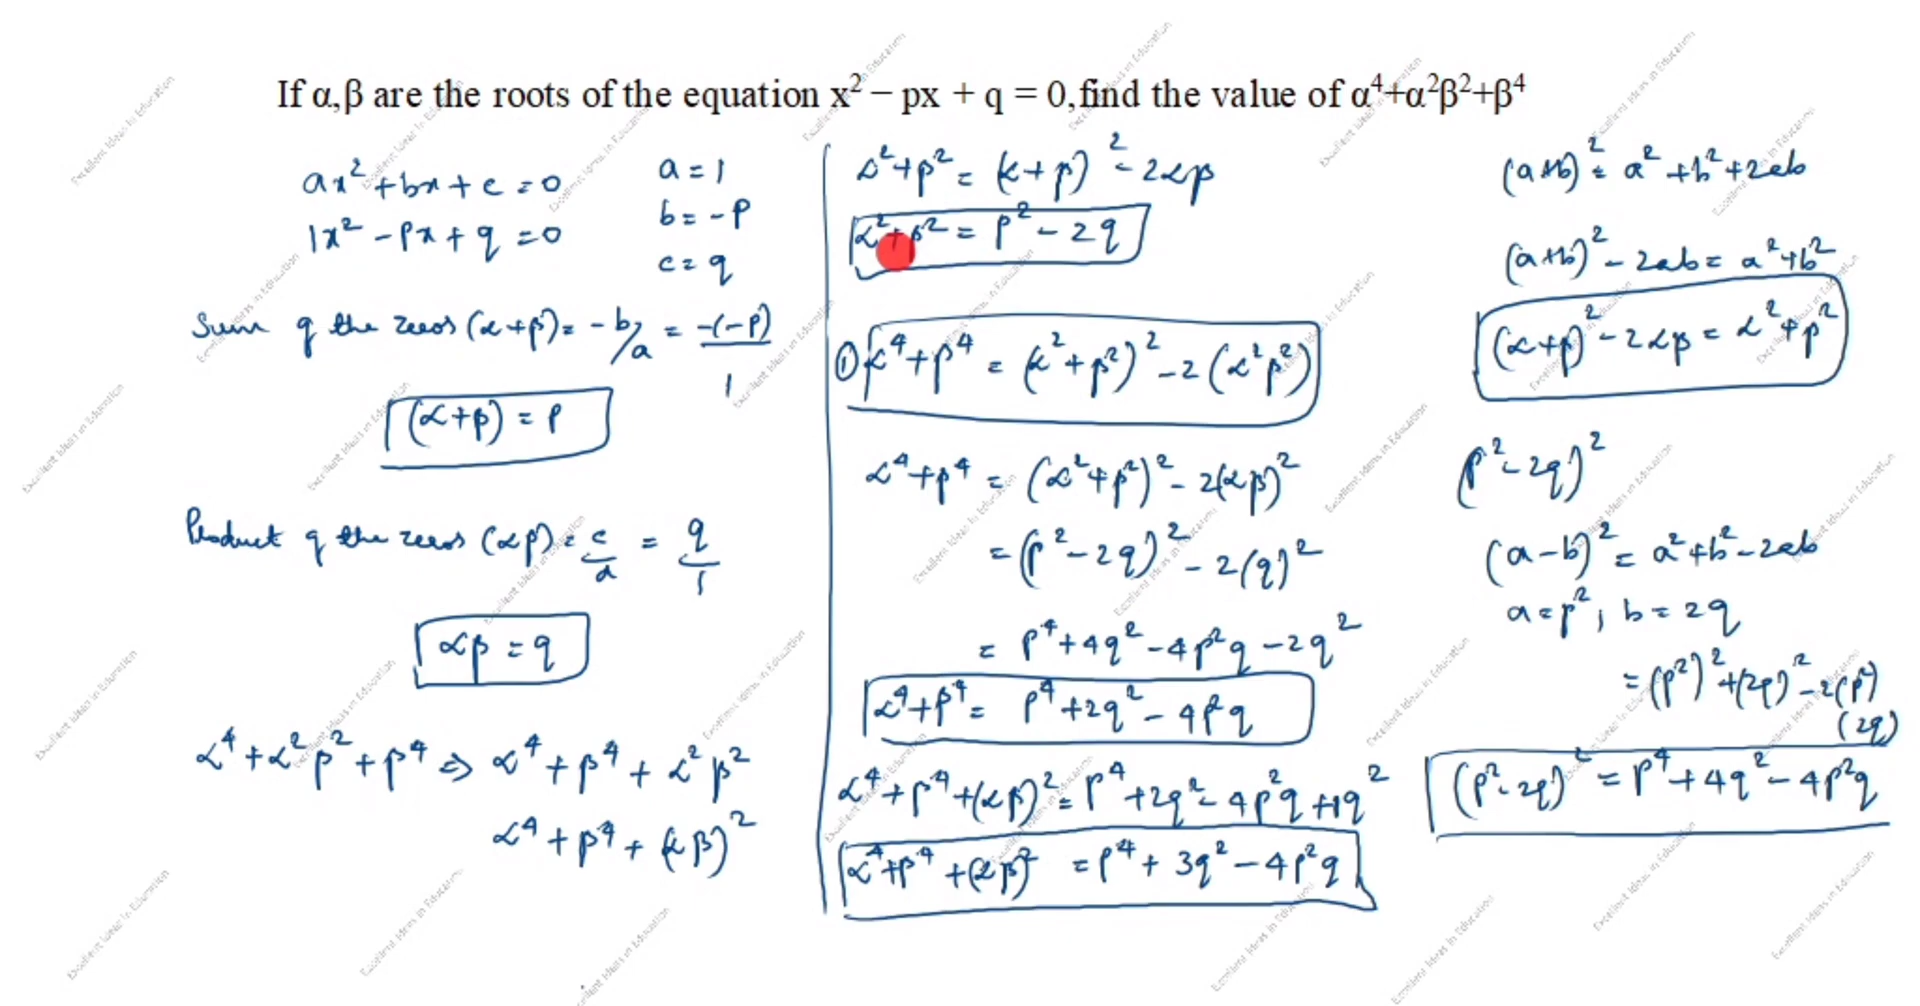 If α,β are the roots of the equation x² − px + q = 0,find the value of α⁴+α²β²+β⁴
ax² + bx + c = 0
1x² - px + q = 0
a = 1
b = -p
c = q
Sum of the zeros (α+β) = -b/a = -(-p)/1
(α+β) = p
Product of the zeros (αβ) = c/a = q/1
αβ = q
α⁴ + α²β² + β⁴ ⇒ α⁴ + β⁴ + α²β²
α⁴ + β⁴ + (αβ)²
α² + β² = (α+β)² - 2αβ
α² + β² = p² - 2q
① α⁴ + β⁴ = (α² + β²)² - 2(α²β²)
α⁴ + β⁴ = (α² + β²)² - 2(αβ)²
= (p² - 2q)² - 2(q)²
= p⁴ + 4q² - 4p²q - 2q²
α⁴ + β⁴ = p⁴ + 2q² - 4p²q
α⁴ + β⁴ + (αβ)² = p⁴ + 2q² - 4p²q + 1q²
α⁴ + β⁴ + (αβ)² = p⁴ + 3q² - 4p²q
(a+b)² = a² + b² + 2ab
(a+b)² - 2ab = a² + b²
(α+β)² - 2αβ = α² + β²
(p² - 2q)²
(a-b)² = a² + b² - 2ab
a = p², b = 2q
= (p²)² + (2q)² - 2(p²)
(2q)
(p² - 2q)² = p⁴ + 4q² - 4p²q
Excellent Ideas in Education